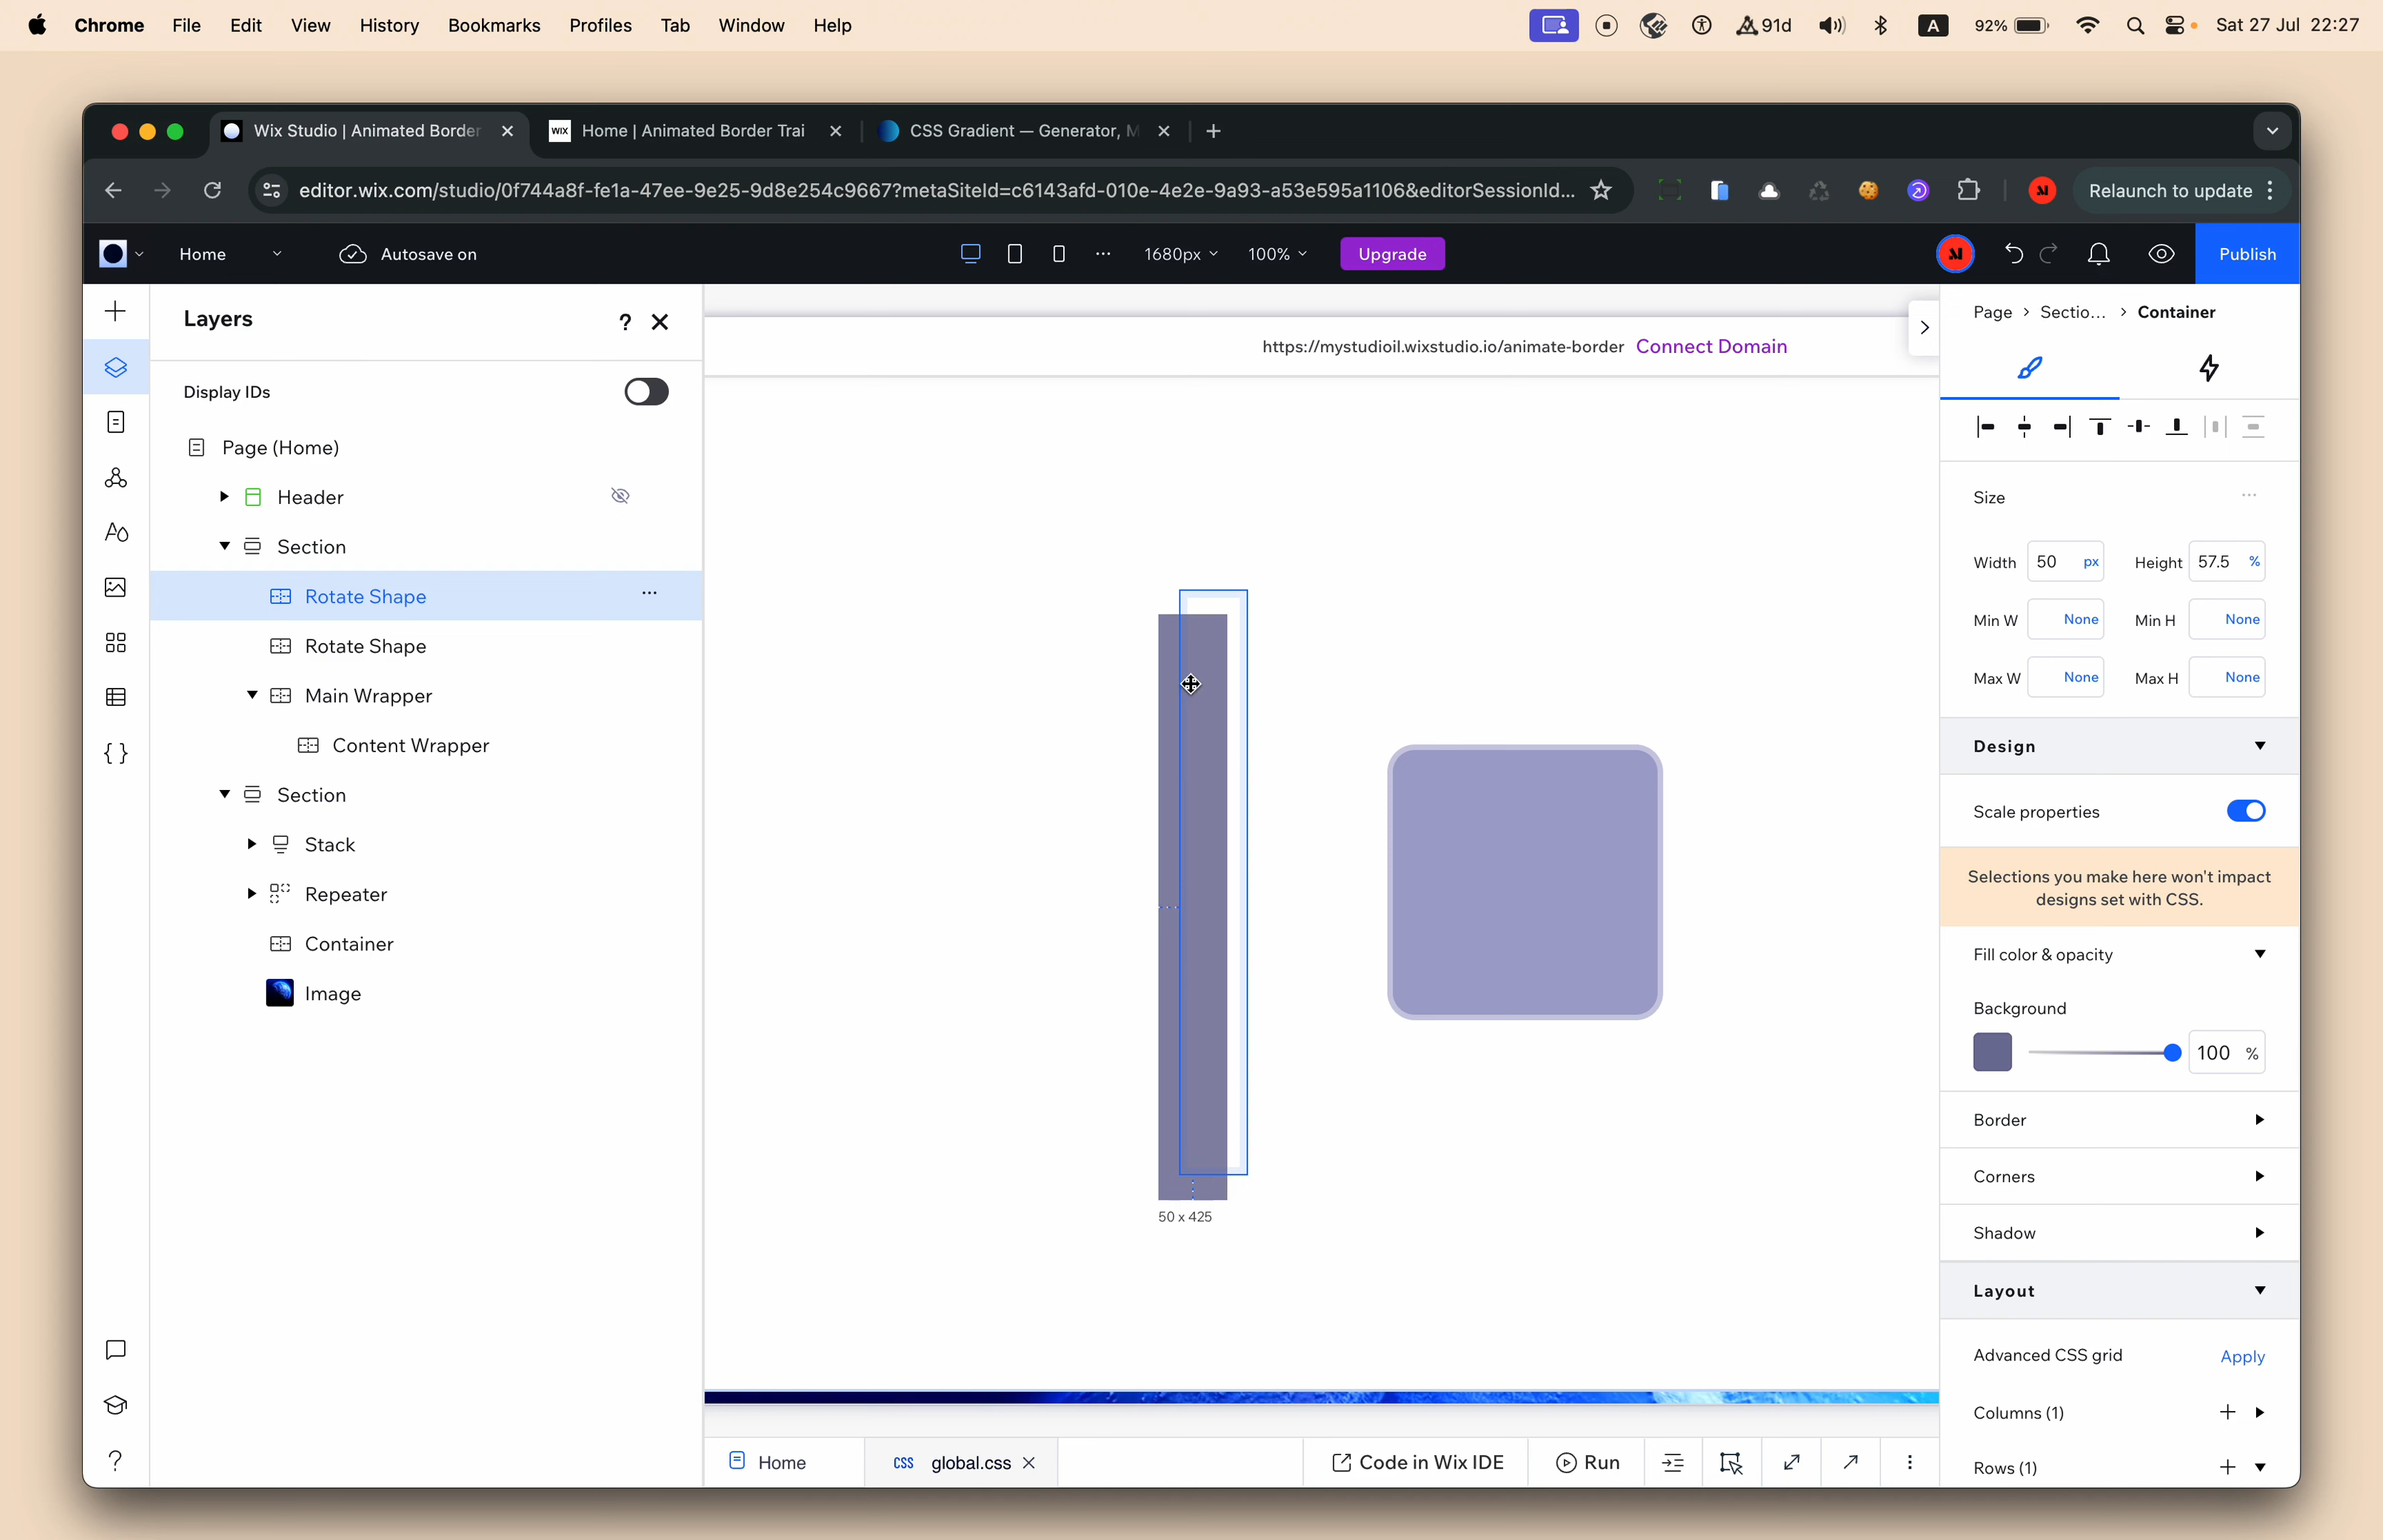 Chrome File Edit View History Bookmarks Profiles Tab Window Help 91d A 92% Sat 27 Jul 22:27
Wix Studio | Animated Border WIX Home | Animated Border Trai CSS Gradient — Generator, M
editor.wix.com/studio/0f744a8f-fe1a-47ee-9e25-9d8e254c9667?metaSiteId=c6143afd-010e-4e2e-9a93-a53e595a1106&editorSessionId... Relaunch to update
Home Autosave on 1680px 100% Upgrade Publish
Layers ?
https://mystudioil.wixstudio.io/animate-border Connect Domain
Page > Sectio... > Container
Display IDs
Page (Home)
Header
Section
Rotate Shape
Rotate Shape
Main Wrapper
Content Wrapper
Section
Stack
Repeater
Container
Image
?
50 x 425
Size
Width 50 px Height 57.5 %
Min W None Min H None
Max W None Max H None
Design
Scale properties
Selections you make here won't impact
designs set with CSS.
Fill color & opacity
Background
100 %
Border
Corners
Shadow
Layout
Advanced CSS grid Apply
Columns (1)
Rows (1)
Home CSS global.css Code in Wix IDE Run